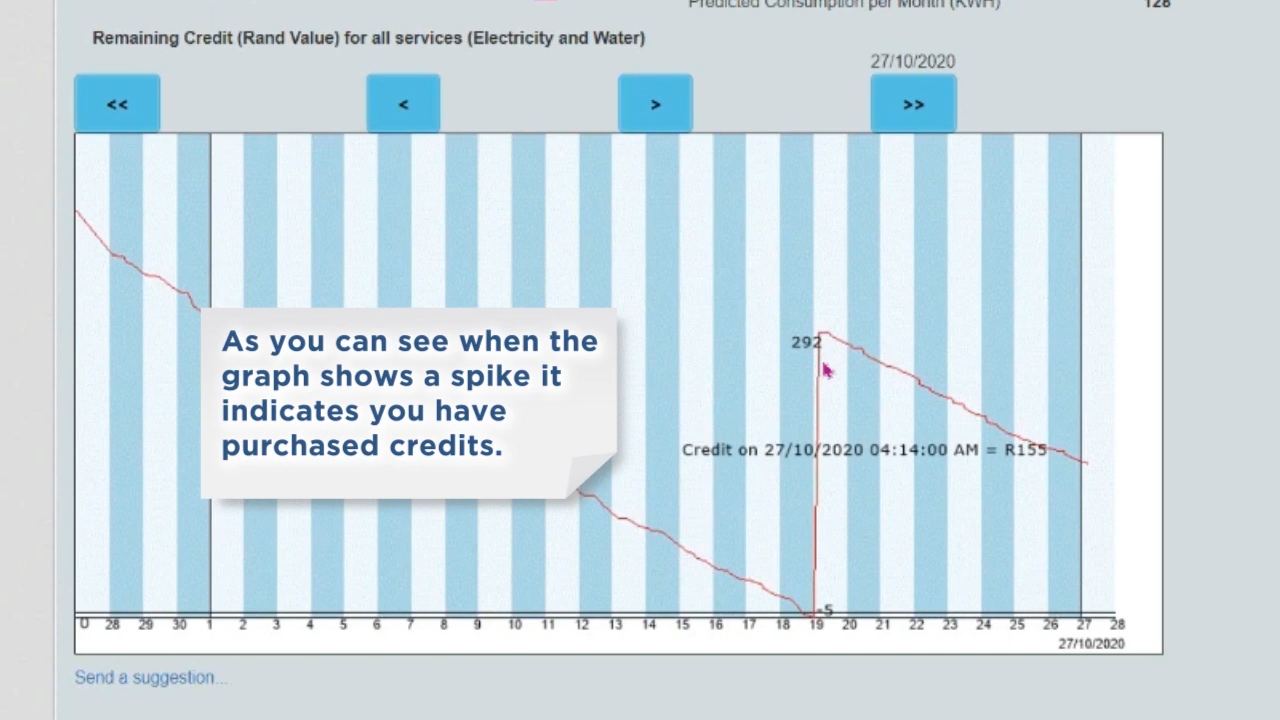 Predicted Consumption per Month (KWH) 128
Remaining Credit (Rand Value) for all services (Electricity and Water)
27/10/2020
<< < > >>
As you can see when the
graph shows a spike it
indicates you have
purchased credits.
292
Credit on 27/10/2020 04:14:00 AM = R155
-5
0 28 29 30 1 2 3 4 5 6 7 8 9 10 11 12 13 14 15 16 17 18 19 20 21 22 23 24 25 26 27 28
27/10/2020
Send a suggestion...